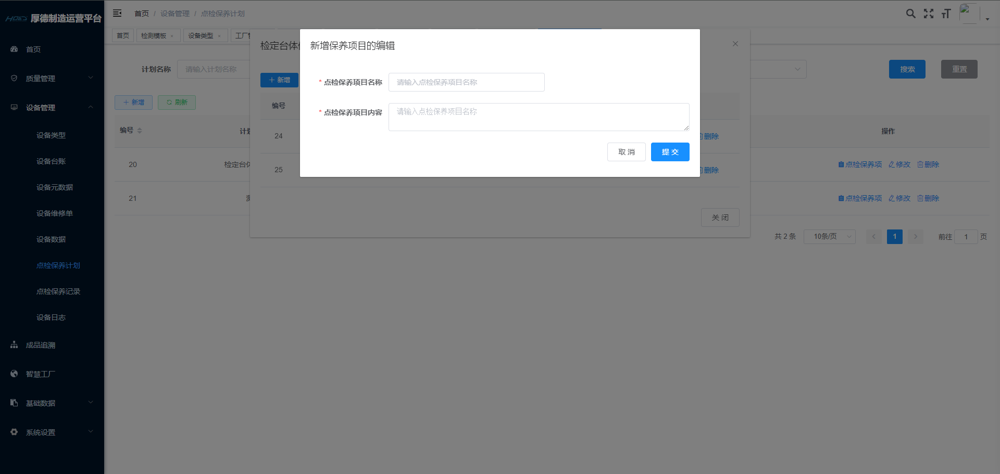 HOND 厚德制造运营平台
首页 / 设备管理 / 点检保养计划
首页
检测模板 ×
设备类型 ×
工厂
首页
质量管理
设备管理
设备类型
设备台账
设备元数据
设备维修单
设备数据
点检保养计划
点检保养记录
设备日志
成品追溯
智慧工厂
基础数据
系统设置
计划名称 请输入计划名称
搜索
重置
+ 新增
刷新
编号
计划
操作
20
检定台体
点检保养项 修改 删除
21
点检保养项 修改 删除
共 2 条
10条/页
1
前往 1 页
检定台体
+ 新增
编号
24
删除
25
删除
关 闭
新增保养项目的编辑
* 点检保养项目名称 请输入点检保养项目名称
* 点检保养项目内容 请输入点检保养项目名称
取 消
提 交